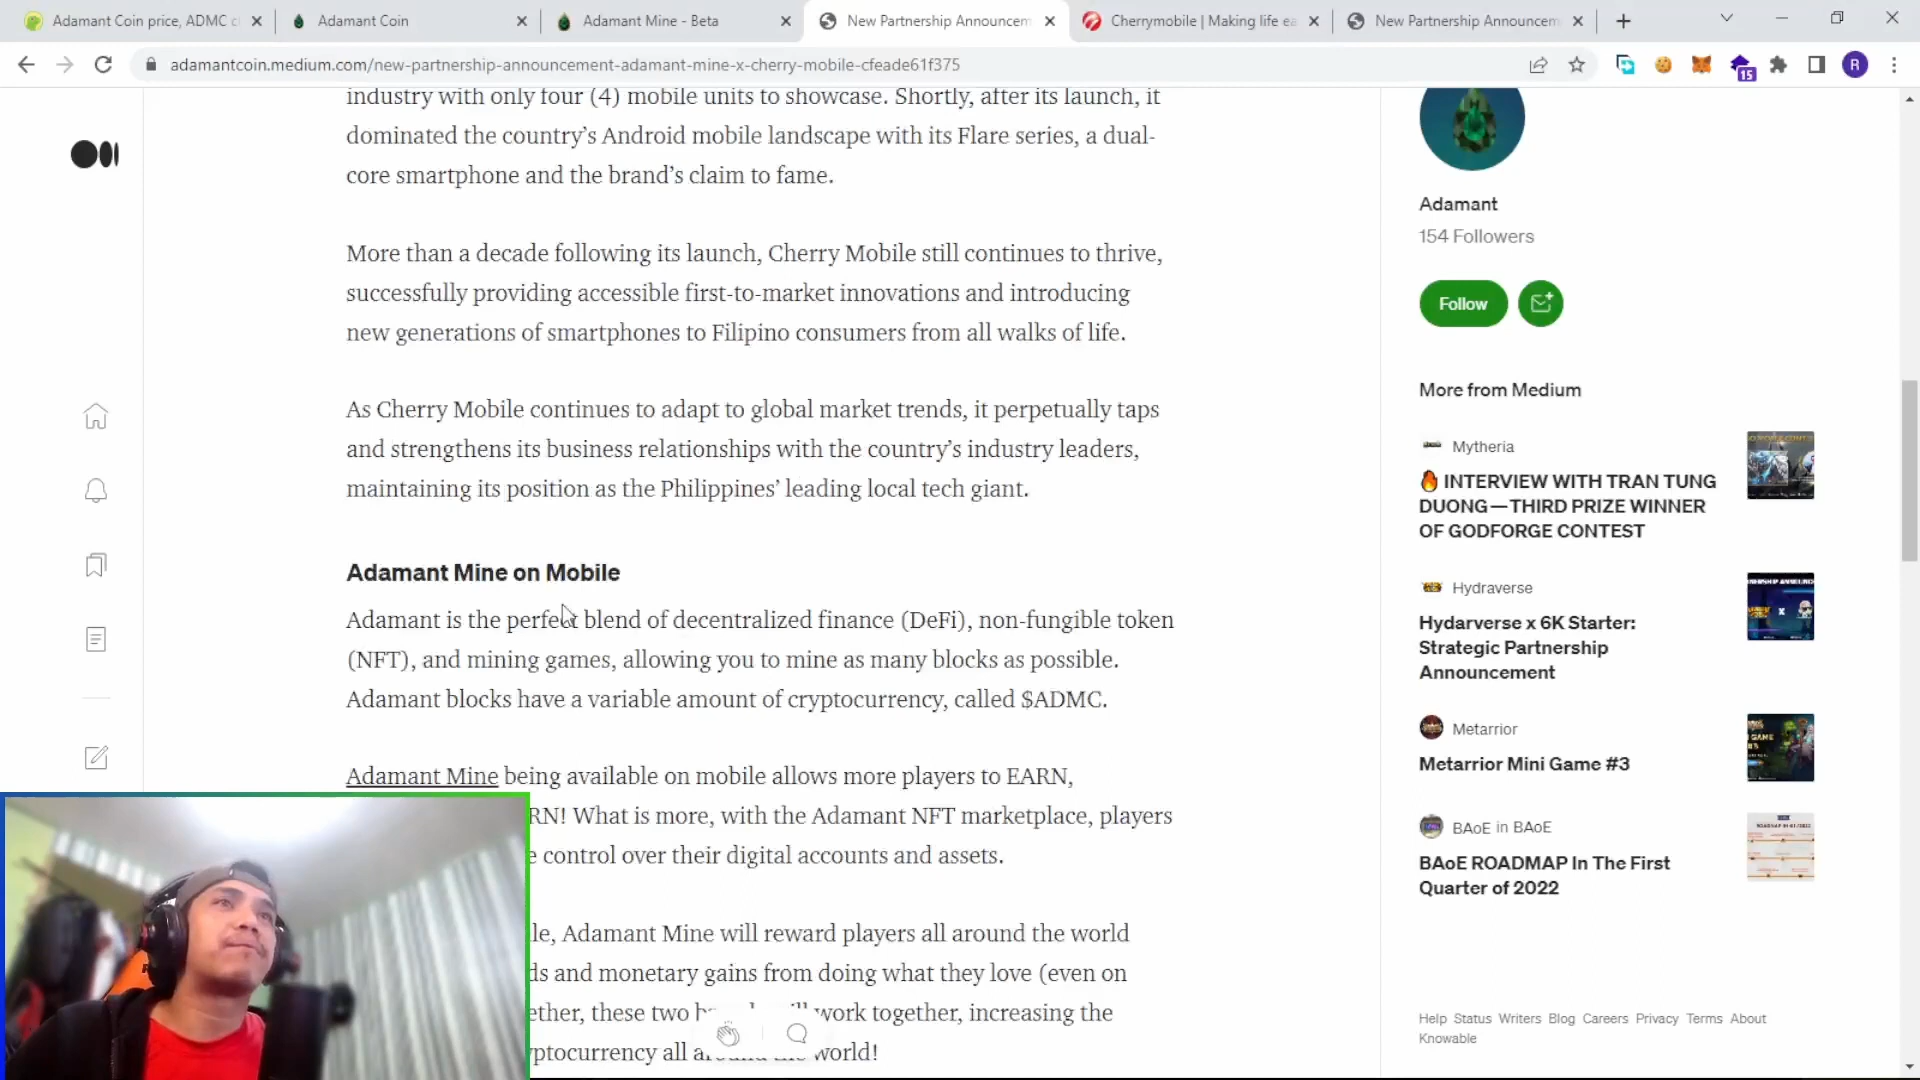 Adamant Coin price, ADMC c
Adamant Coin
Adamant Mine - Beta
New Partnership Announcem
Cherrymobile | Making life ea
New Partnership Announcem
adamantcoin.medium.com/new-partnership-announcement-adamant-mine-x-cherry-mobile-cfeade61f375
15
R
industry with only four (4) mobile units to showcase. Shortly, after its launch, it
dominated the country's Android mobile landscape with its Flare series, a dual-
core smartphone and the brand's claim to fame.
More than a decade following its launch, Cherry Mobile still continues to thrive,
successfully providing accessible first-to-market innovations and introducing
new generations of smartphones to Filipino consumers from all walks of life.
As Cherry Mobile continues to adapt to global market trends, it perpetually taps
and strengthens its business relationships with the country's industry leaders,
maintaining its position as the Philippines' leading local tech giant.
Adamant Mine on Mobile
Adamant is the perfect blend of decentralized finance (DeFi), non-fungible token
(NFT), and mining games, allowing you to mine as many blocks as possible.
Adamant blocks have a variable amount of cryptocurrency, called $ADMC.
Adamant Mine being available on mobile allows more players to EARN,
RN! What is more, with the Adamant NFT marketplace, players
e control over their digital accounts and assets.
le, Adamant Mine will reward players all around the world
ds and monetary gains from doing what they love (even on
ether, these two work together, increasing the
yptocurrency all world!
Adamant
154 Followers
Follow
More from Medium
Mytheria
🔥 INTERVIEW WITH TRAN TUNG
DUONG — THIRD PRIZE WINNER
OF GODFORGE CONTEST
Hydraverse
Hydarverse x 6K Starter:
Strategic Partnership
Announcement
Metarrior
Metarrior Mini Game #3
BAoE in BAoE
BAoE ROADMAP In The First
Quarter of 2022
Help Status Writers Blog Careers Privacy Terms About
Knowable